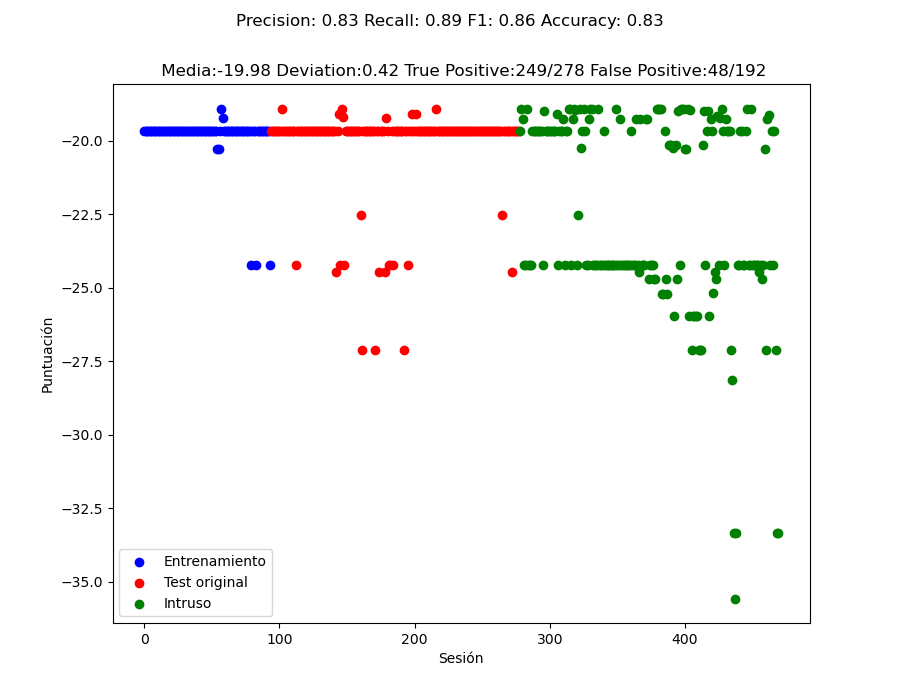 Precision: 0.83 Recall: 0.89 F1: 0.86 Accuracy: 0.83
Media:-19.98 Deviation:0.42 True Positive:249/278 False Positive:48/192
Puntuación
−20.0
−22.5
−25.0
−27.5
−30.0
−32.5
−35.0
Entrenamiento
Test original
Intruso
0
100
200
300
400
Sesión